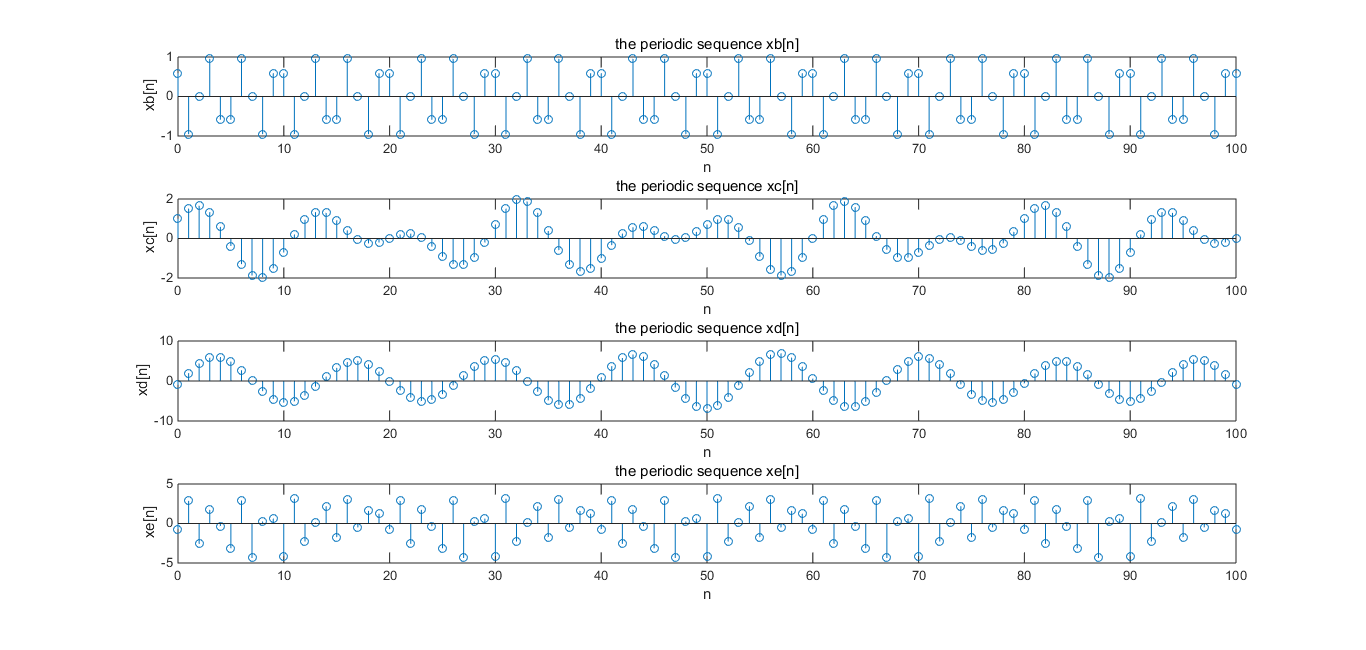 the periodic sequence xb[n]
1
0
-1
xb[n]
0 10 20 30 40 50 60 70 80 90 100
n
the periodic sequence xc[n]
2
0
-2
xc[n]
0 10 20 30 40 50 60 70 80 90 100
n
the periodic sequence xd[n]
10
0
-10
xd[n]
0 10 20 30 40 50 60 70 80 90 100
n
the periodic sequence xe[n]
5
0
-5
xe[n]
0 10 20 30 40 50 60 70 80 90 100
n